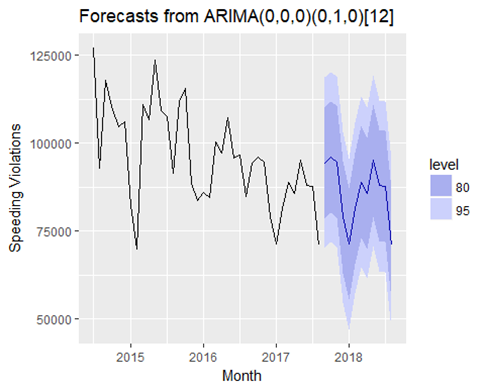 Forecasts from ARIMA(0,0,0)(0,1,0)[12]
125000
100000
75000
50000
Speeding Violations
2015
2016
2017
2018
Month
level
80
95